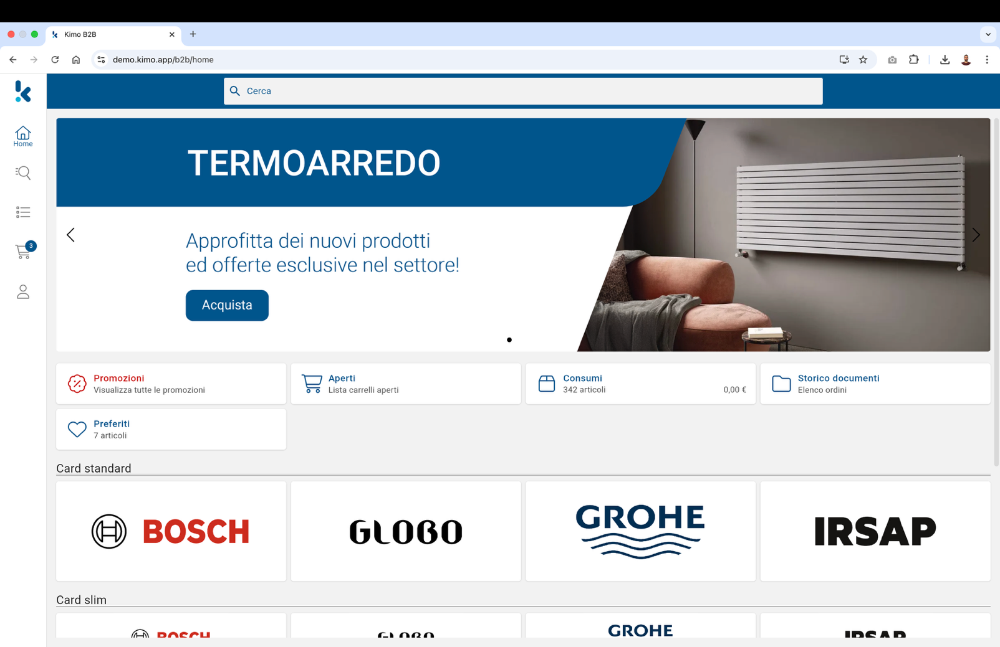 Kimo B2B
demo.kimo.app/b2b/home
Cerca
Home
3
TERMOARREDO
Approfitta dei nuovi prodotti
ed offerte esclusive nel settore!
Acquista
Promozioni
Visualizza tutte le promozioni
Aperti
Lista carrelli aperti
Consumi
342 articoli
0,00 €
Storico documenti
Elenco ordini
Preferiti
7 articoli
Card standard
BOSCH
GLOBO
GROHE
IRSAP
Card slim
BOSCH
GLOBO
GROHE
IRSAP